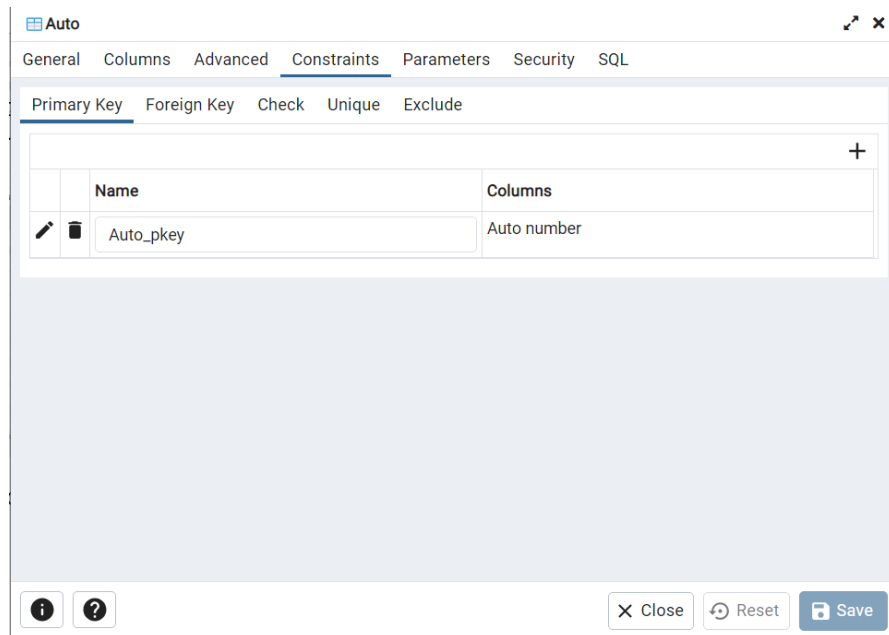 Auto
General Columns Advanced Constraints Parameters Security SQL
Primary Key Foreign Key Check Unique Exclude
Name Columns
Auto_pkey Auto number
Close Reset Save